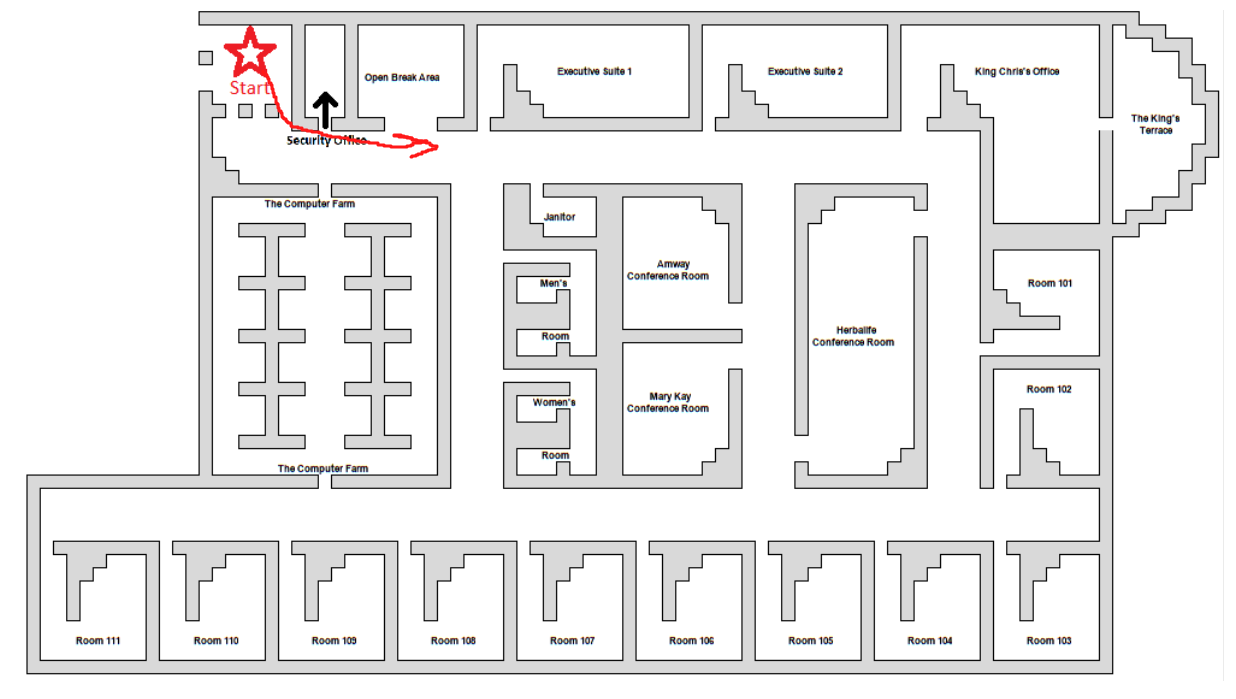 Start
Security Office
Open Break Area
Executive Suite 1
Executive Suite 2
King Chris's Office
The King's
Terrace
The Computer Farm
Janitor
Men's
Room
Women's
Room
Amway
Conference Room
Mary Kay
Conference Room
Herbalife
Conference Room
Room 101
Room 102
The Computer Farm
Room 111
Room 110
Room 109
Room 108
Room 107
Room 106
Room 105
Room 104
Room 103